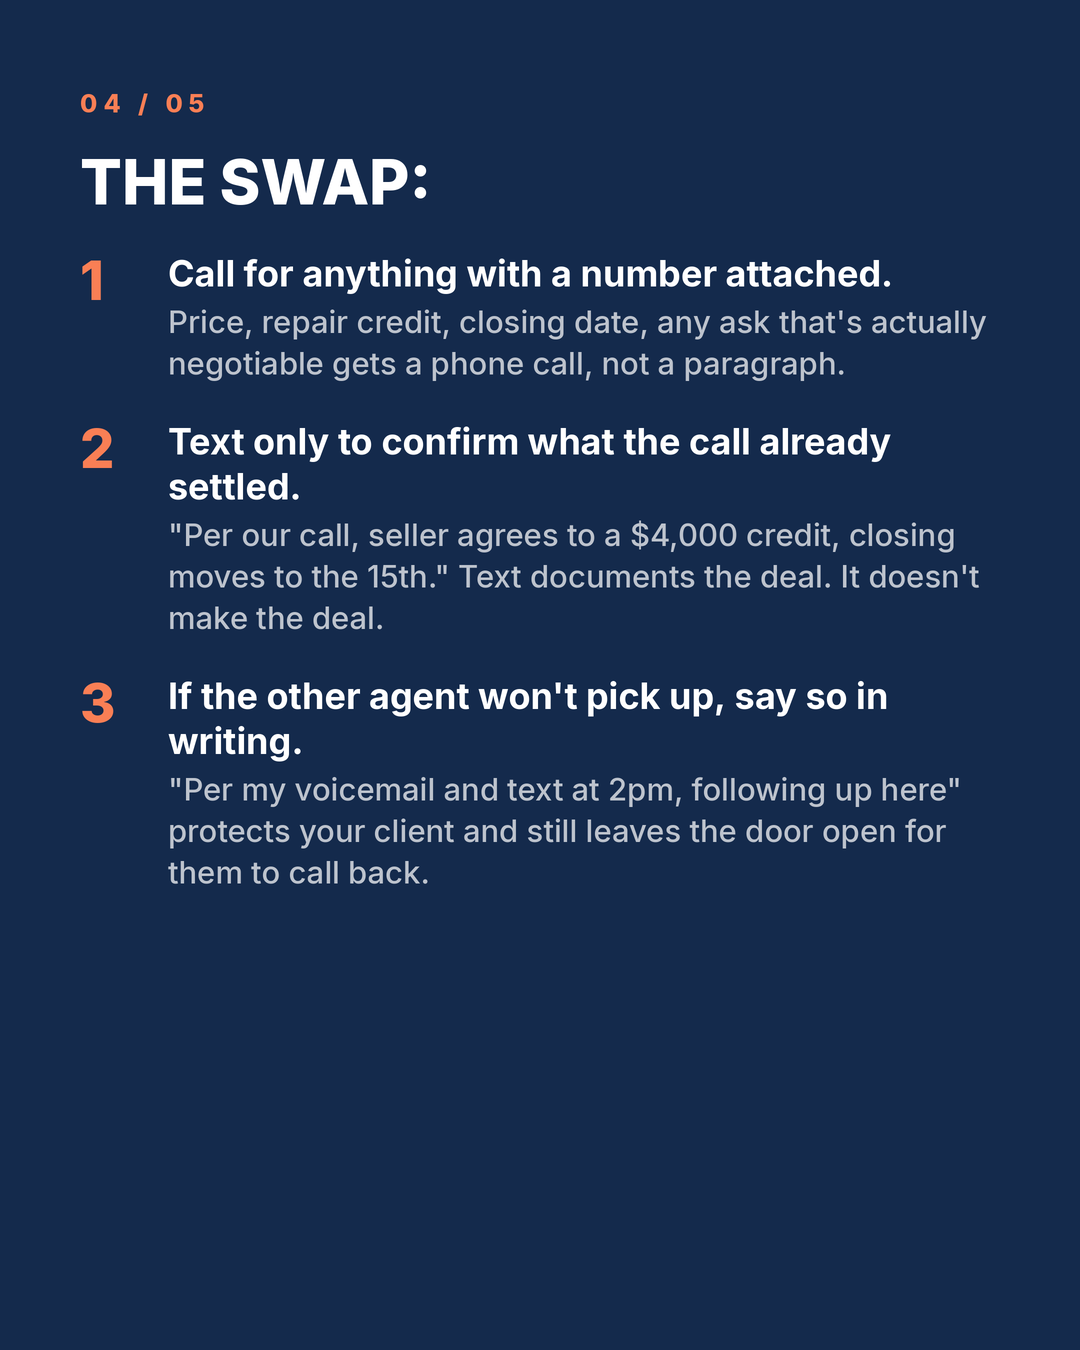 04 / 05
THE SWAP:
1
Call for anything with a number attached.
Price, repair credit, closing date, any ask that's actually
negotiable gets a phone call, not a paragraph.
2
Text only to confirm what the call already
settled.
"Per our call, seller agrees to a $4,000 credit, closing
moves to the 15th." Text documents the deal. It doesn't
make the deal.
3
If the other agent won't pick up, say so in
writing.
"Per my voicemail and text at 2pm, following up here"
protects your client and still leaves the door open for
them to call back.